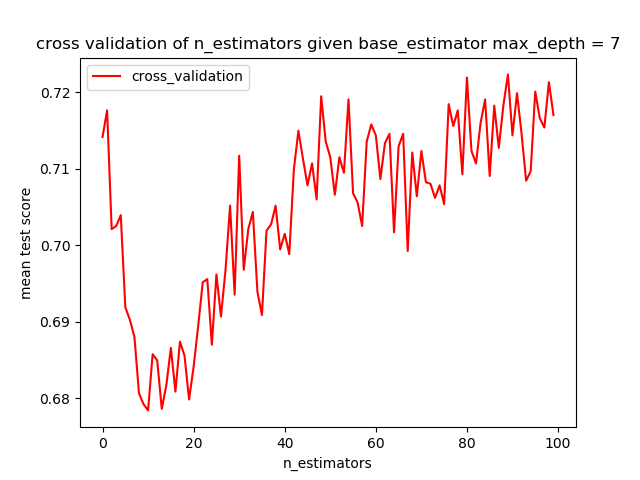 cross validation of n_estimators given base_estimator max_depth = 7
cross_validation
0.72
0.71
0.70
0.69
0.68
mean test score
0 20 40 60 80 100
n_estimators